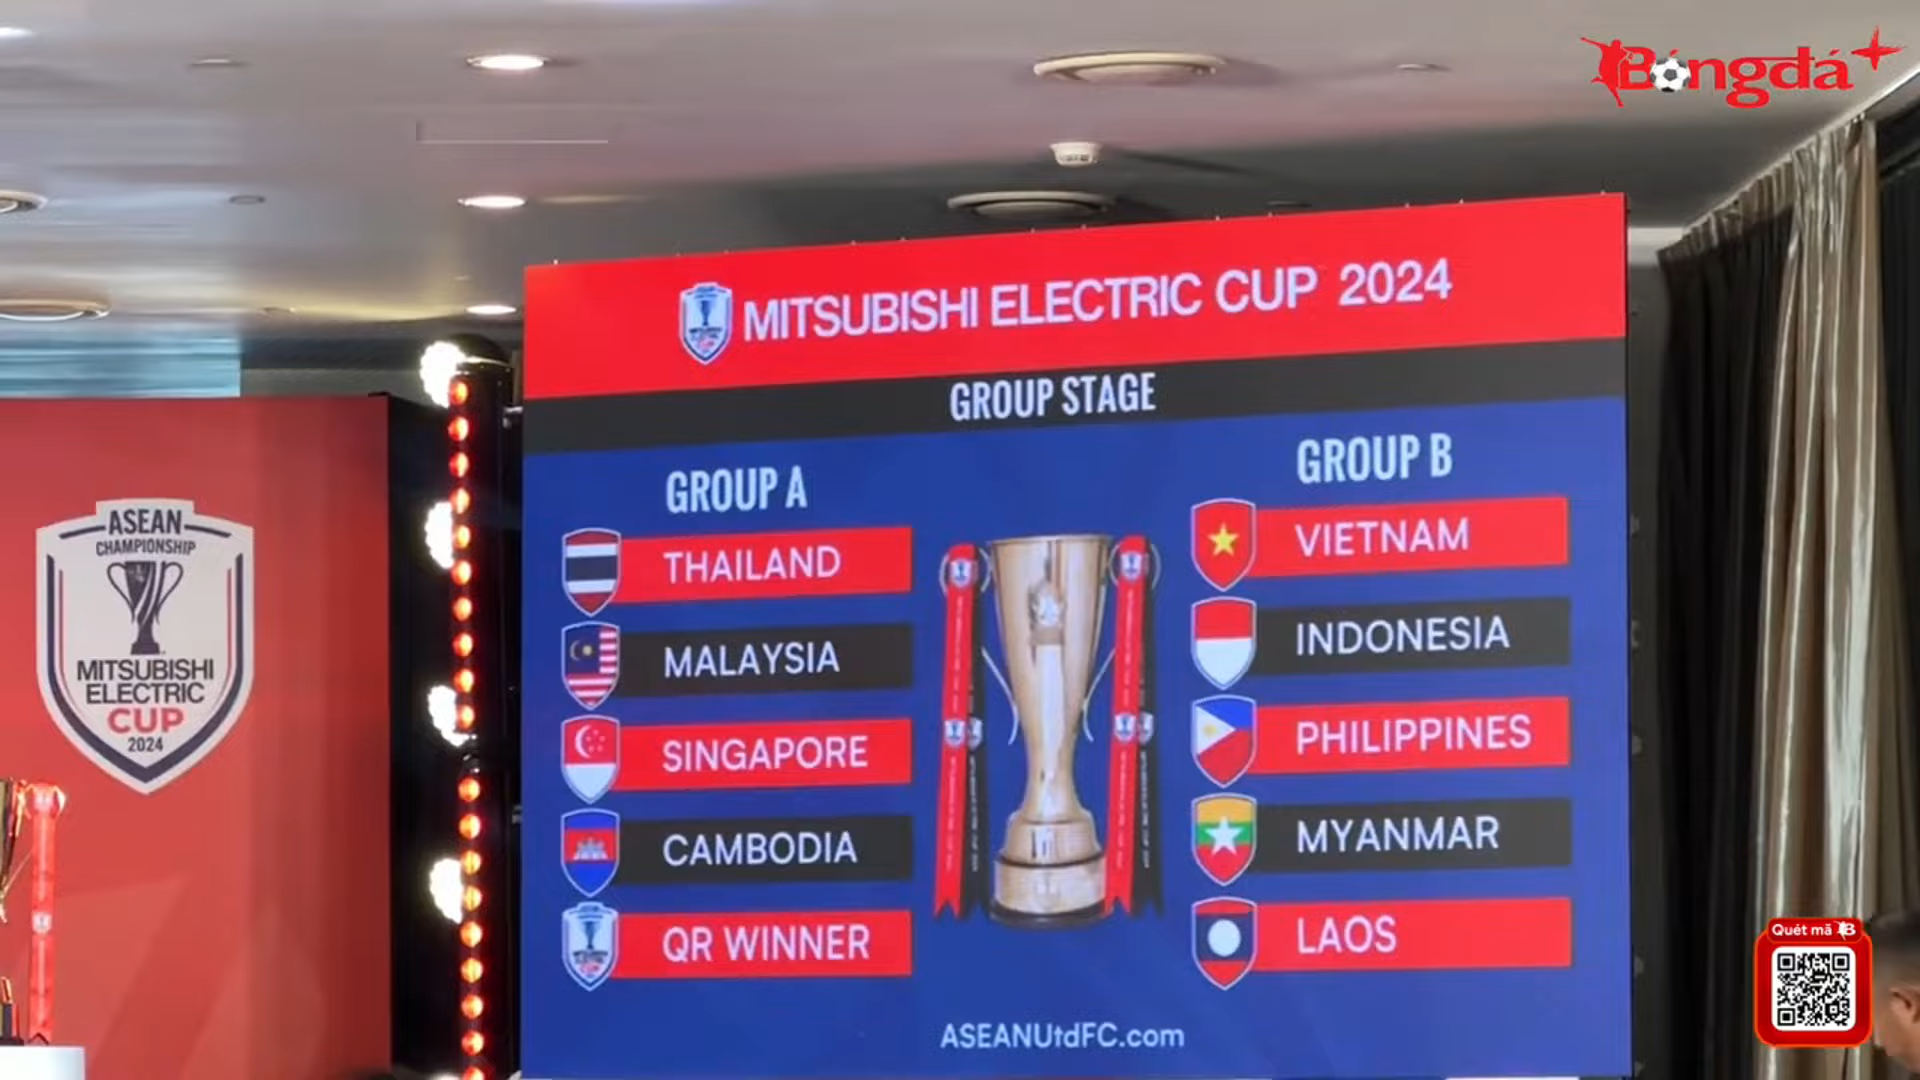 Bóngdá+
MITSUBISHI ELECTRIC CUP 2024
GROUP STAGE
GROUP A
THAILAND
MALAYSIA
SINGAPORE
CAMBODIA
QR WINNER
GROUP B
VIETNAM
INDONESIA
PHILIPPINES
MYANMAR
LAOS
ASEANUtdFC.com
ASEAN
CHAMPIONSHIP
MITSUBISHI
ELECTRIC
CUP
2024
Quét mã B